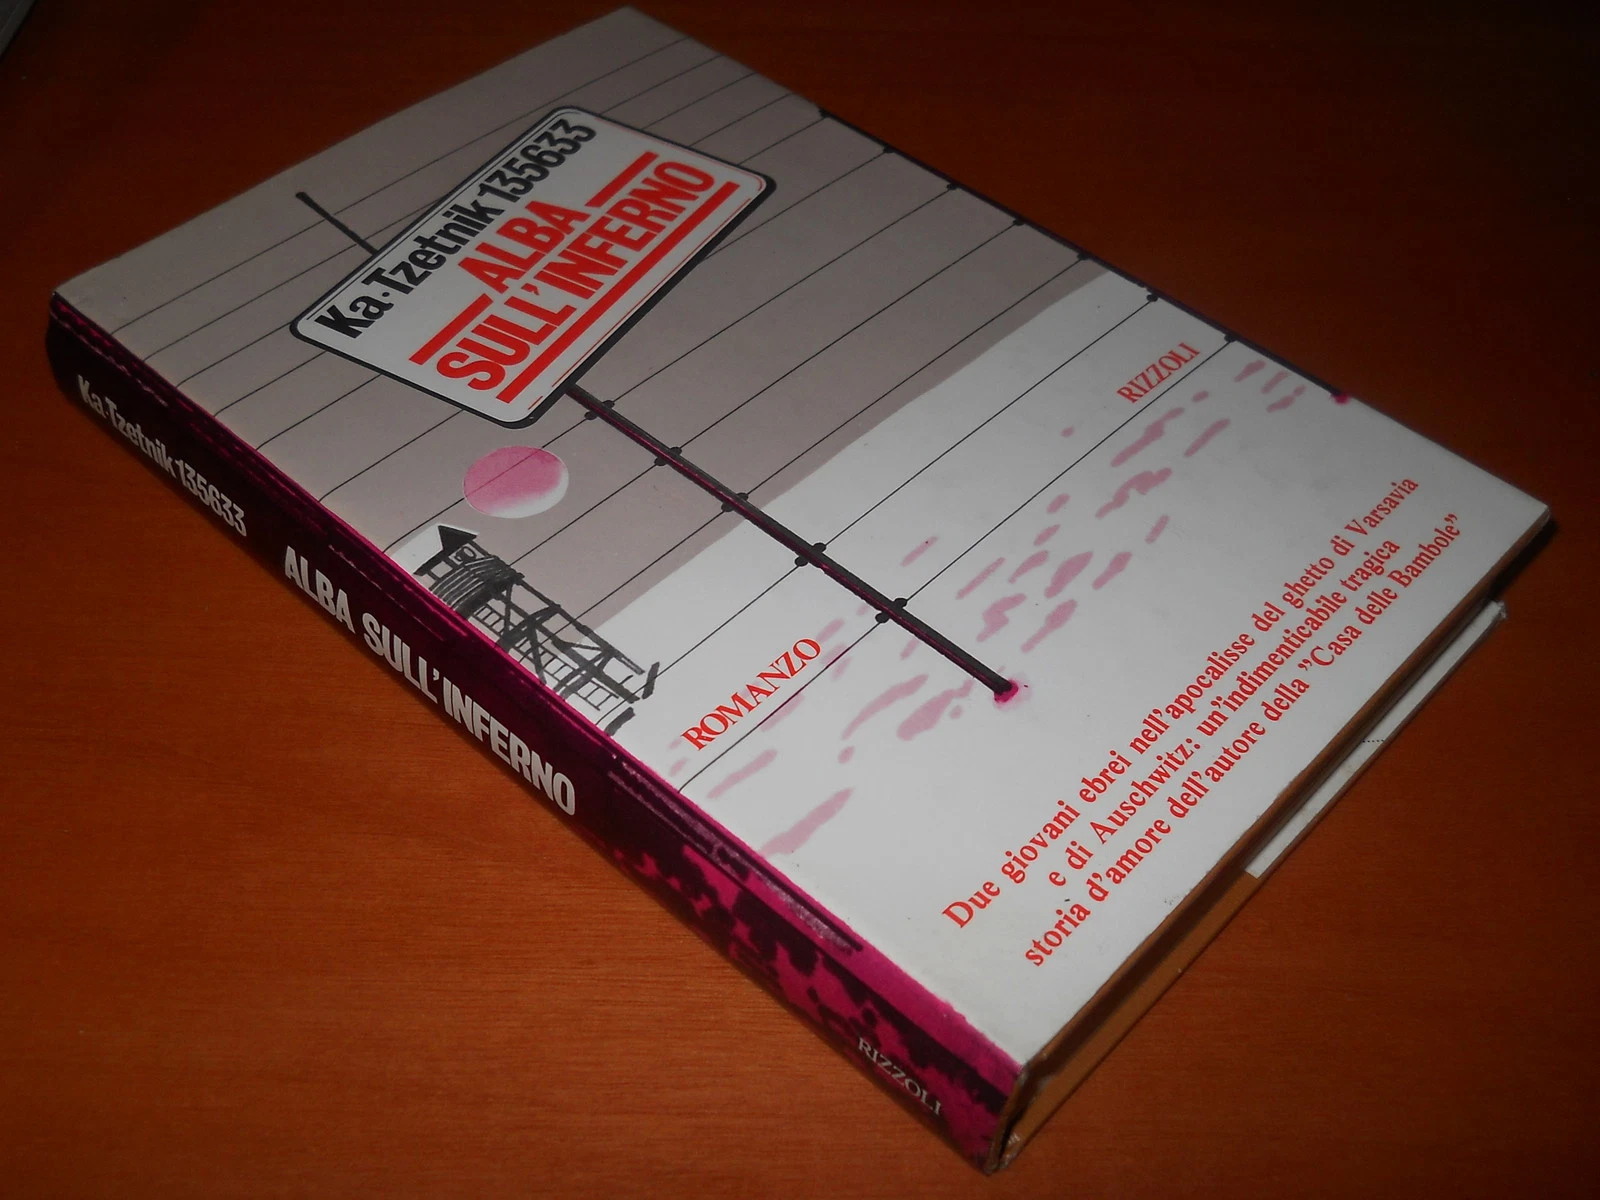 Ka·Tzetnik 135633
ALBA
SULL'INFERNO
ROMANZO
RIZZOLI
Due giovani ebrei nell'apocalisse del ghetto di Varsavia
e di Auschwitz: un'indimenticabile tragica
storia d'amore dell'autore della "Casa delle Bambole"
Ka·Tzetnik 135633 ALBA SULL'INFERNO
RIZZOLI